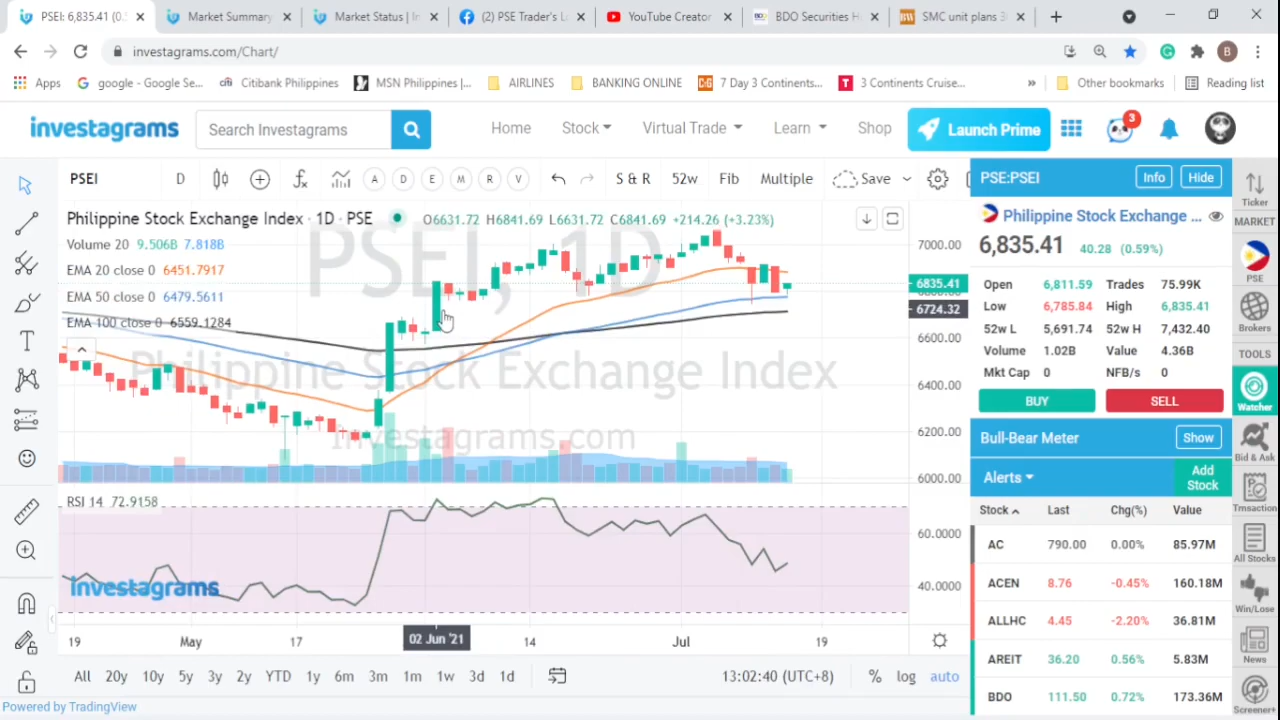 PSEI: 6,835.41 (0.
Market Summary
Market Status | In
(2) PSE Trader's L
YouTube Creator
BDO Securities H
SMC unit plans 3
investagrams.com/Chart/
B
Apps
google - Google Se...
Citibank Philippines
MSN Philippines |...
AIRLINES
BANKING ONLINE
7 Day 3 Continents...
3 Continents Cruise...
»
Other bookmarks
Reading list
investagrams
Search Investagrams
Home
Stock
Virtual Trade
Learn
Shop
Launch Prime
3
PSEI
D
A
D
E
M
R
V
S & R
52w
Fib
Multiple
Save
PSE:PSEI
Info
Hide
Ticker
Philippine Stock Exchange Index · 1D · PSE
O6631.72 H6841.69 L6631.72 C6841.69 +214.26 (+3.23%)
Volume 20 9.506B 7.818B
EMA 20 close 0 6451.7917
EMA 50 close 0 6479.5611
EMA 100 close 0 6559.1284
PSEI, 1D
Philippine Stock Exchange Index
Investagrams.com
7000.00
6835.41
6724.32
6600.00
6400.00
6200.00
6000.00
RSI 14 72.9158
investagrams
60.0000
40.0000
19
May
17
02 Jun '21
14
Jul
19
All
20y
10y
5y
3y
2y
YTD
1y
6m
3m
1m
1w
3d
1d
13:02:40 (UTC+8)
%
log
auto
Powered by TradingView
Philippine Stock Exchange ...
6,835.41 40.28 (0.59%)
Open 6,811.59 Trades 75.99K
Low 6,785.84 High 6,835.41
52w L 5,691.74 52w H 7,432.40
Volume 1.02B Value 4.36B
Mkt Cap 0 NFB/s 0
BUY
SELL
Bull-Bear Meter
Show
Alerts
Add
Stock
Stock Last Chg(%) Value
AC 790.00 0.00% 85.97M
ACEN 8.76 -0.45% 160.18M
ALLHC 4.45 -2.20% 36.81M
AREIT 36.20 0.56% 5.83M
BDO 111.50 0.72% 173.36M
MARKET
PSE
Brokers
TOOLS
Watcher
Bid & Ask
Trnsaction
All Stocks
Win/Lose
News
Screener+